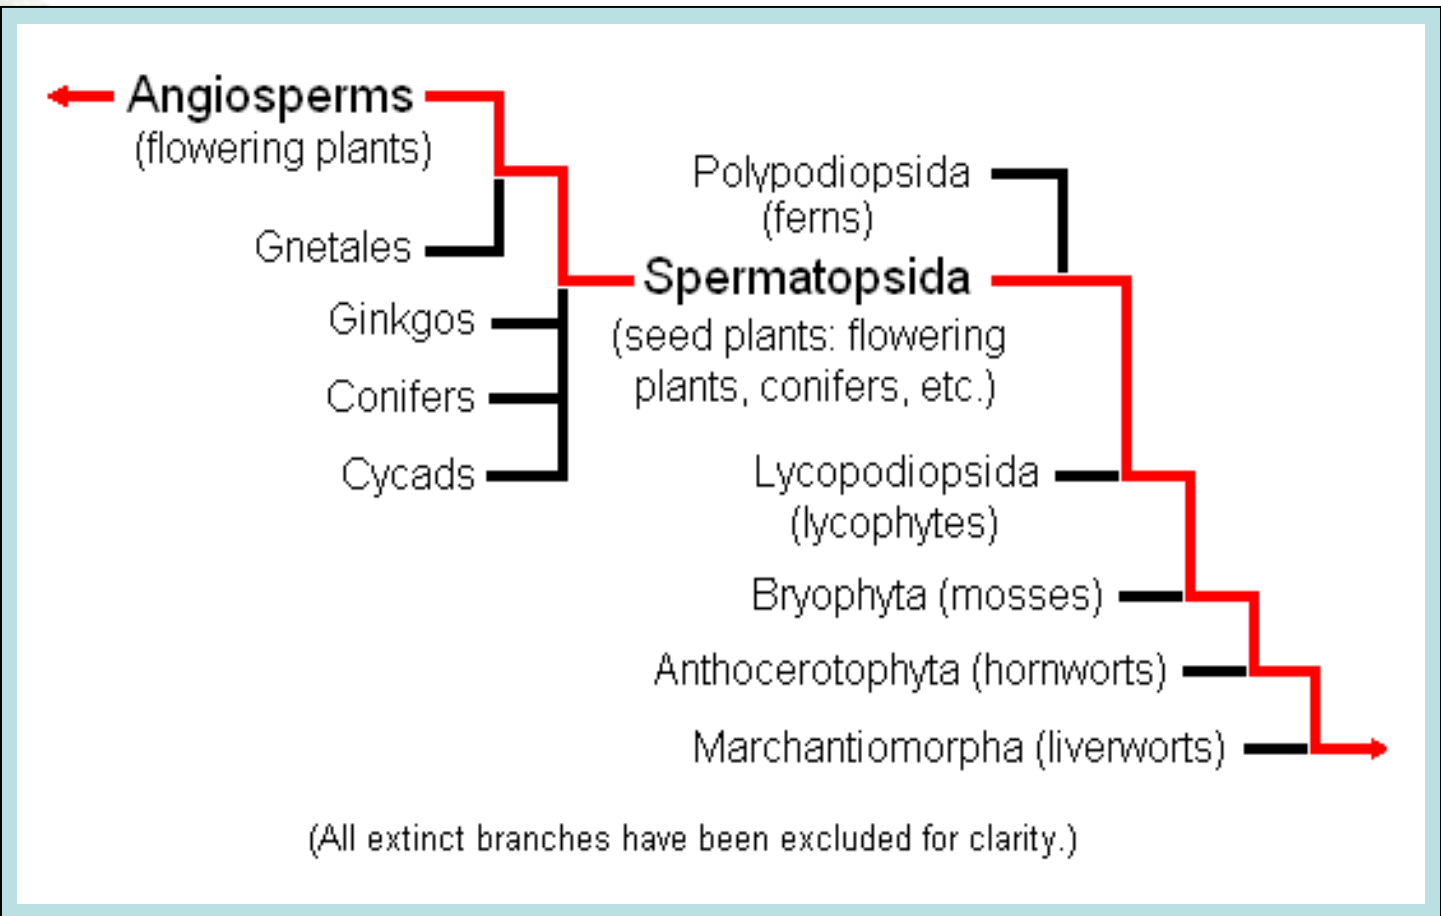 Angiosperms
(flowering plants)
Gnetales
Ginkgos
Conifers
Cycads
Polypodiopsida
(ferns)
Spermatopsida
(seed plants: flowering
plants, conifers, etc.)
Lycopodiopsida
(lycophytes)
Bryophyta (mosses)
Anthocerotophyta (hornworts)
Marchantiomorpha (liverworts)
(All extinct branches have been excluded for clarity.)